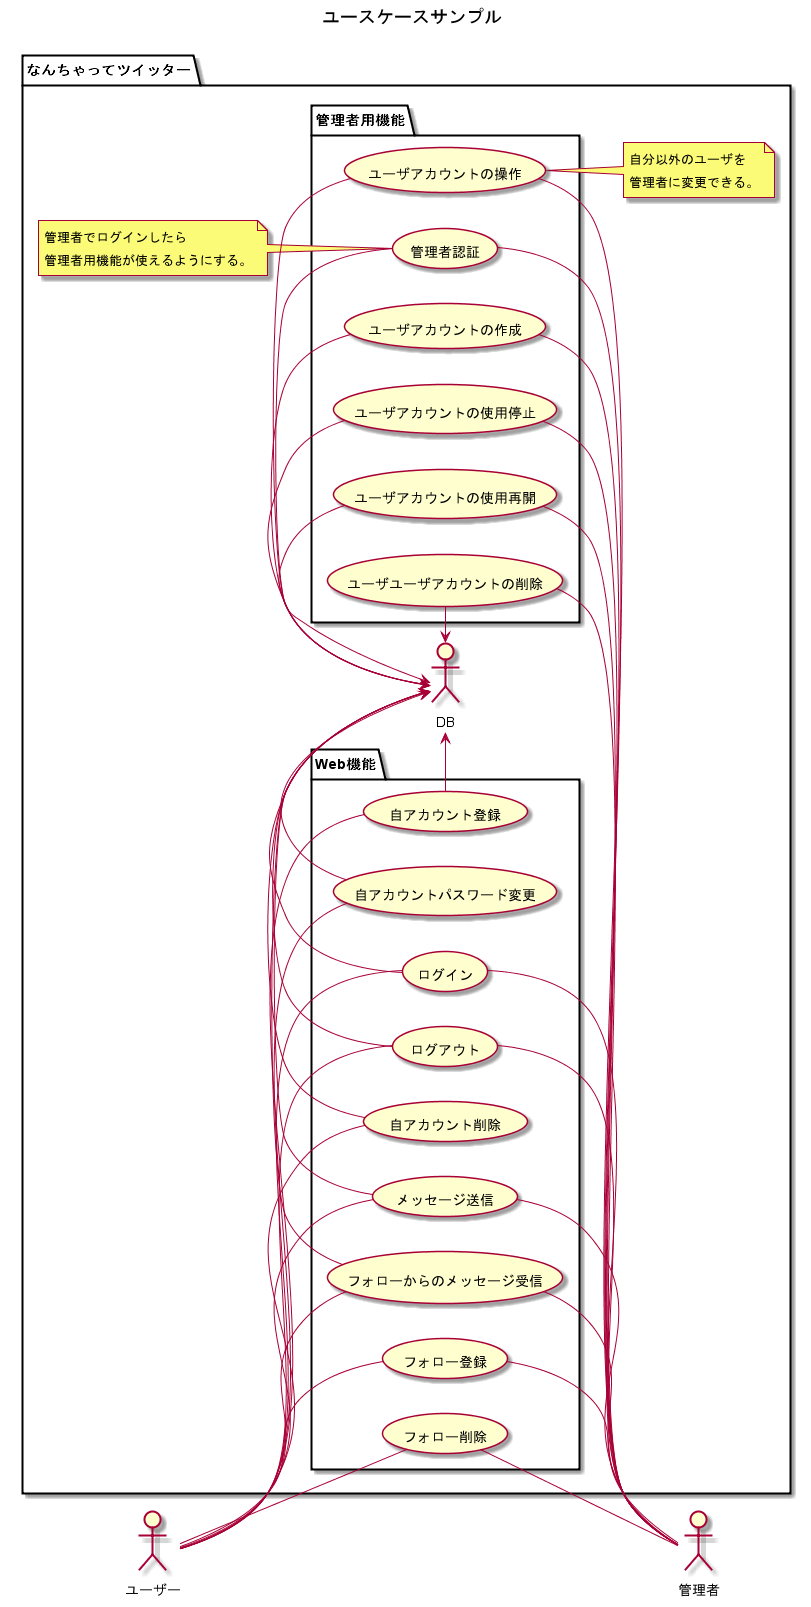 ユースケースサンプル
なんちゃってツイッター
管理者用機能
ユーザアカウントの操作
自分以外のユーザを
管理者に変更できる。
管理者でログインしたら
管理者用機能が使えるようにする。
管理者認証
ユーザアカウントの作成
ユーザアカウントの使用停止
ユーザアカウントの使用再開
ユーザユーザアカウントの削除
DB
Web機能
自アカウント登録
自アカウントパスワード変更
ログイン
ログアウト
自アカウント削除
メッセージ送信
フォローからのメッセージ受信
フォロー登録
フォロー削除
ユーザー
管理者